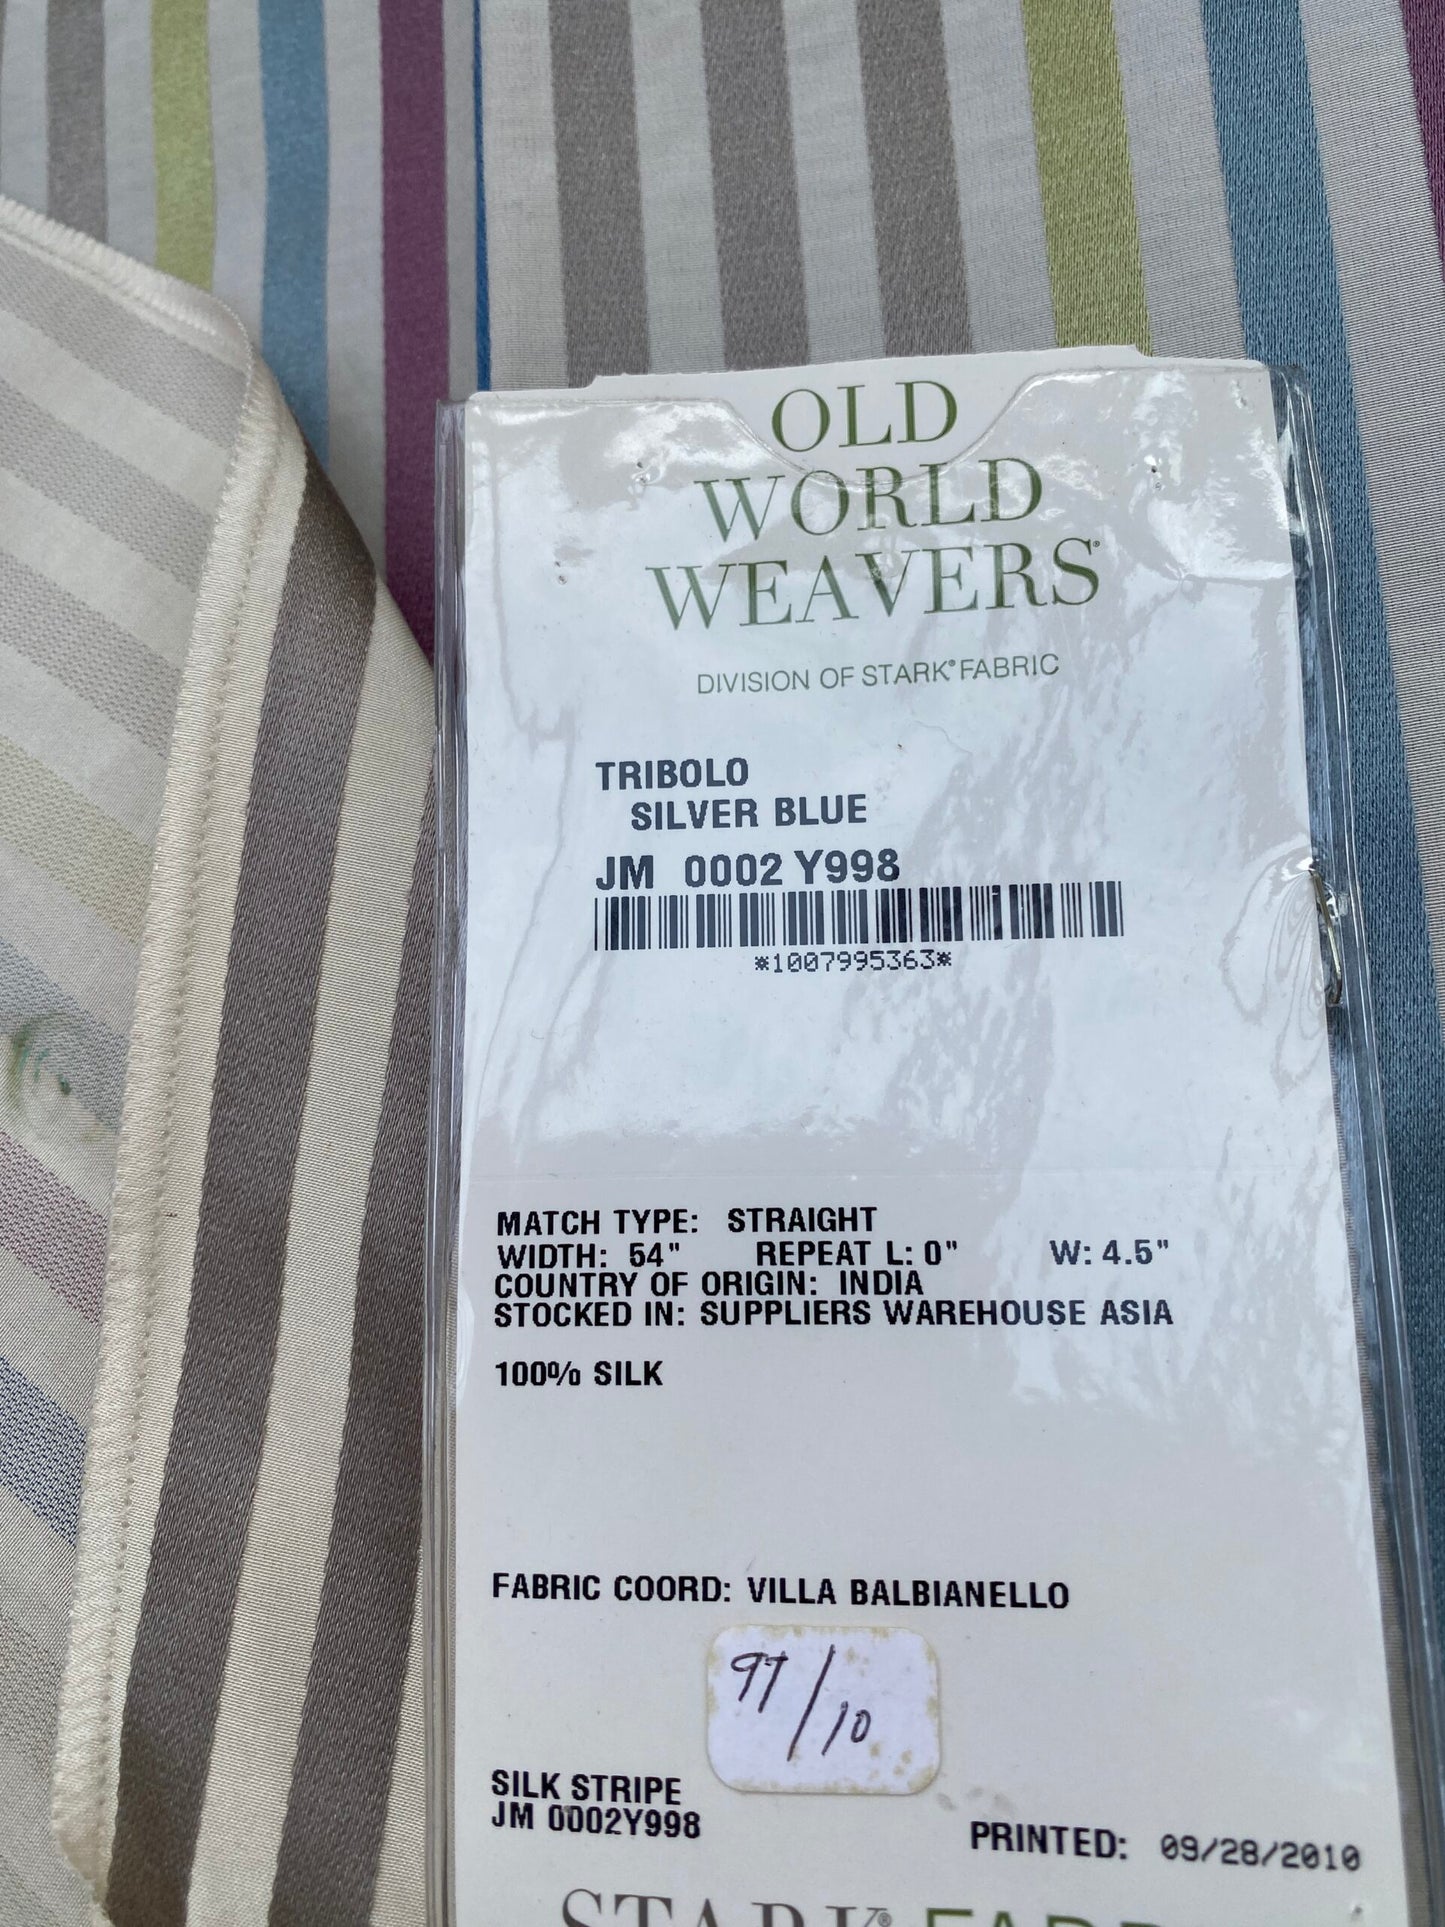 OLD
WORLD
WEAVERS®
DIVISION OF STARK® FABRIC
TRIBOLO
SILVER BLUE
JM 0002 Y998
*1007995363*
MATCH TYPE: STRAIGHT
WIDTH: 54" REPEAT L: 0" W: 4.5"
COUNTRY OF ORIGIN: INDIA
STOCKED IN: SUPPLIERS WAREHOUSE ASIA
100% SILK
FABRIC COORD: VILLA BALBIANELLO
97/10
SILK STRIPE
JM 0002Y998 PRINTED: 09/28/2010
STARK®